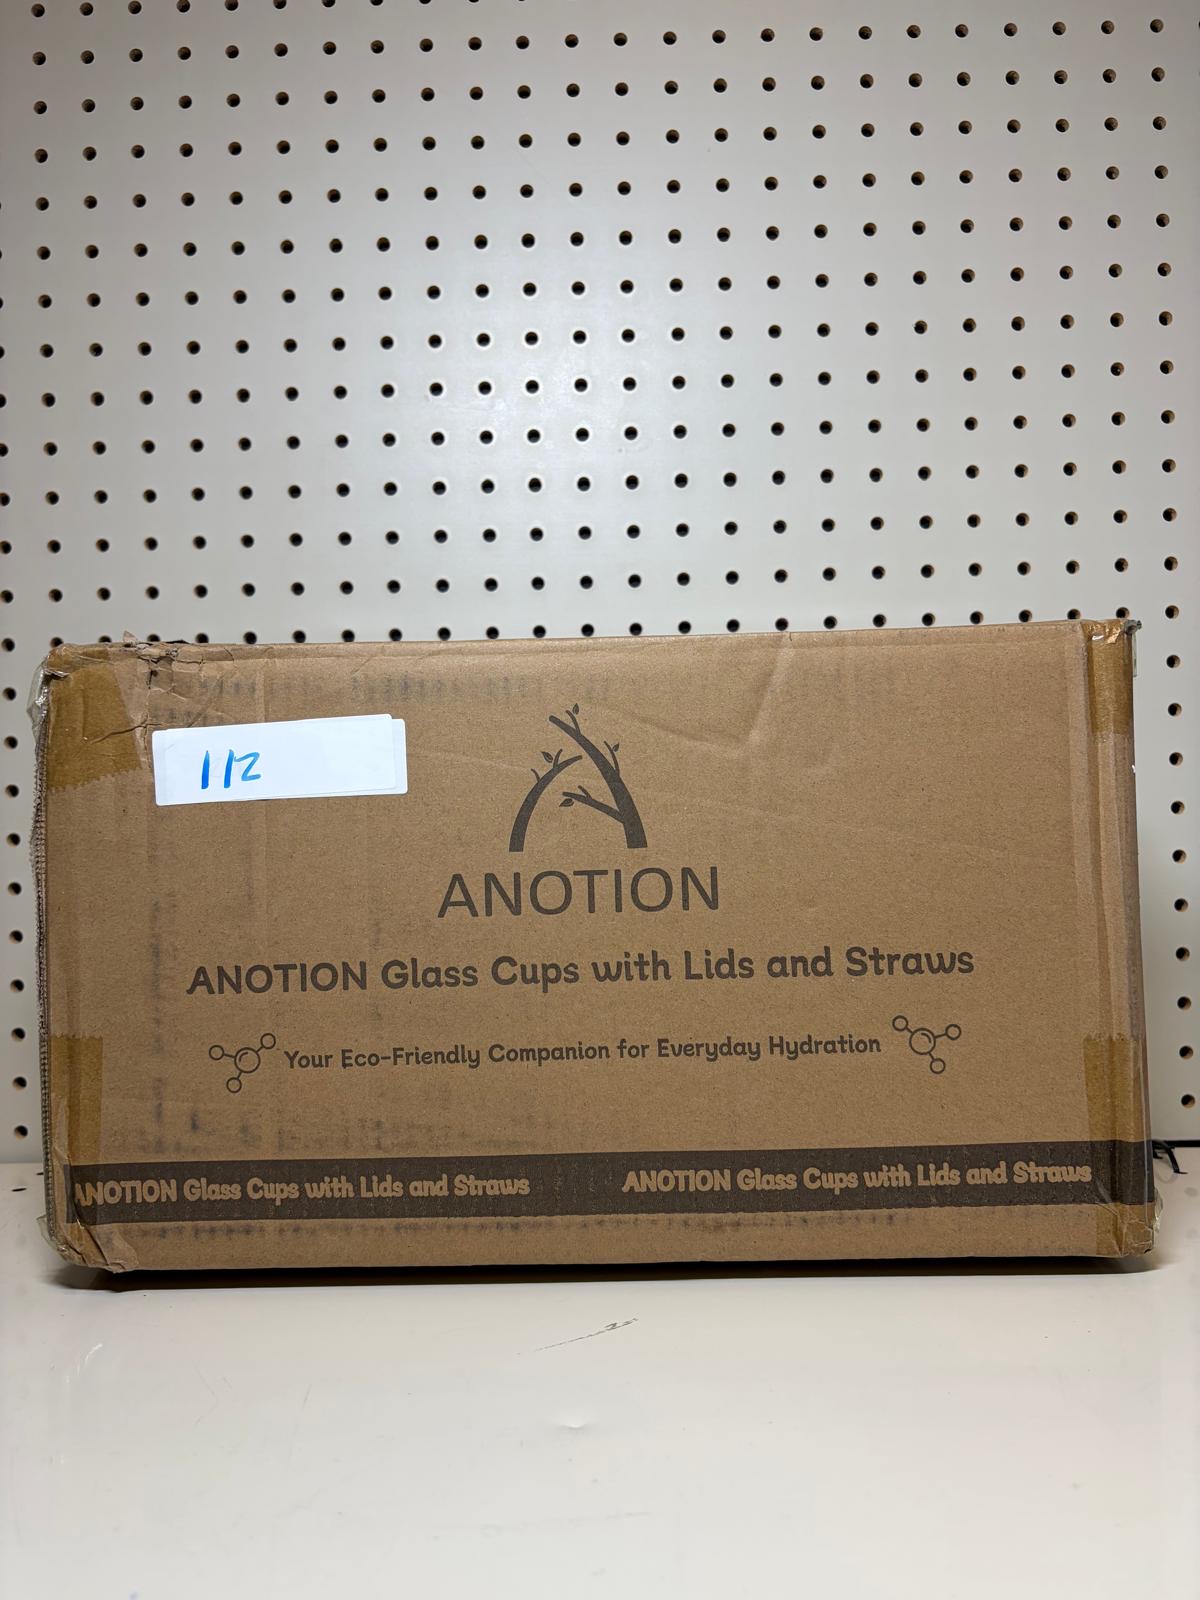 112
ANOTION
ANOTION Glass Cups with Lids and Straws
Your Eco-Friendly Companion for Everyday Hydration
ANOTION Glass Cups with Lids and Straws ANOTION Glass Cups with Lids and Straws